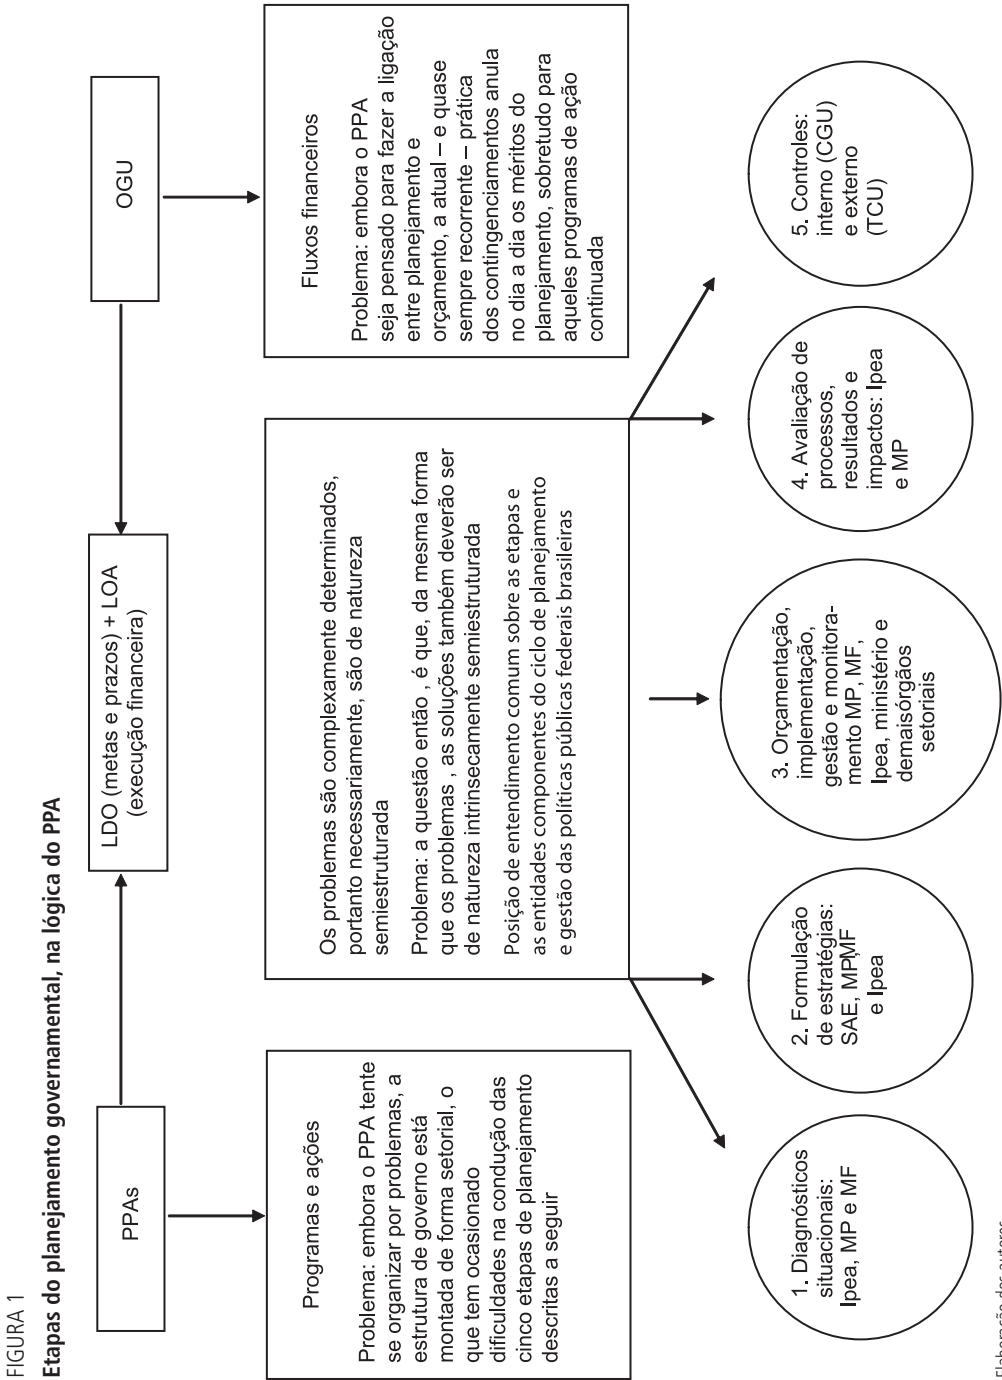 FIGURA 1
Etapas do planejamento governamental, na lógica do PPA
PPAs
LDO (metas e prazos) + LOA
(execução financeira)
OGU
Programas e ações
Problema: embora o PPA tente
se organizar por problemas, a
estrutura de governo está
montada de forma setorial, o
que tem ocasionado
dificuldades na condução das
cinco etapas de planejamento
descritas a seguir
Os problemas são complexamente determinados,
portanto necessariamente, são de natureza
semiestruturada
Problema: a questão então , é que, da mesma forma
que os problemas , as soluções também deverão ser
de natureza intrinsecamente semiestruturada
Posição de entendimento comum sobre as etapas e
as entidades componentes do ciclo de planejamento
e gestão das políticas públicas federais brasileiras
Fluxos financeiros
Problema: embora o PPA
seja pensado para fazer a ligação
entre planejamento e
orçamento, a atual – e quase
sempre recorrente – prática
dos contingenciamentos anula
no dia a dia os méritos do
planejamento, sobretudo para
aqueles programas de ação
continuada
1. Diagnósticos
situacionais:
Ipea, MP e MF
2. Formulação
de estratégias:
SAE, MP,MF
e Ipea
3. Orçamentação,
implementação,
gestão e monitora-
mento MP, MF,
Ipea, ministério e
demaisórgãos
setoriais
4. Avaliação de
processos,
resultados e
impactos: Ipea
e MP
5. Controles:
interno (CGU)
e externo
(TCU)
Elaboração dos autores